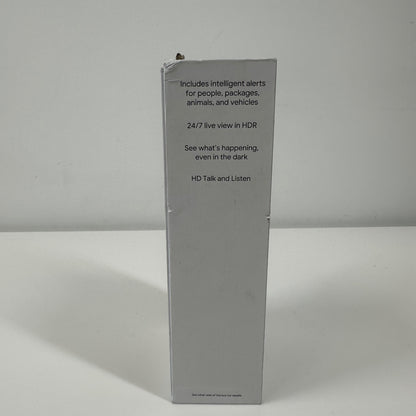 Includes intelligent alerts
for people, packages,
animals, and vehicles
24/7 live view in HDR
See what's happening,
even in the dark
HD Talk and Listen